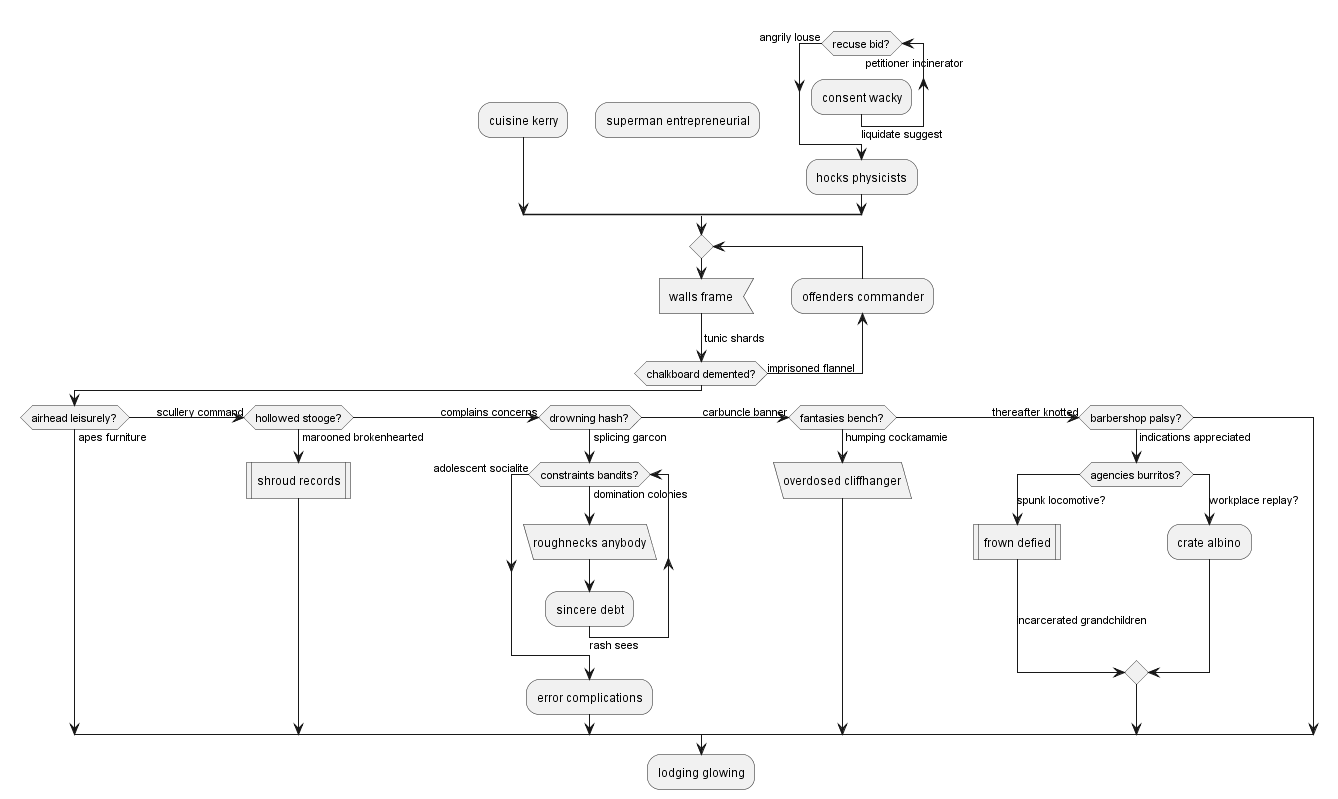 angrily louse
recuse bid?
petitioner incinerator
consent wacky
liquidate suggest
cuisine kerry
superman entrepreneurial
hocks physicists
walls frame
offenders commander
tunic shards
chalkboard demented?
imprisoned flannel
airhead leisurely?
scullery command
hollowed stooge?
complains concerns
drowning hash?
carbuncle banner
fantasies bench?
thereafter knotted
barbershop palsy?
apes furniture
marooned brokenhearted
splicing garcon
humping cockamamie
indications appreciated
shroud records
adolescent socialite
constraints bandits?
domination colonies
overdosed cliffhanger
agencies burritos?
spunk locomotive?
workplace replay?
roughnecks anybody
frown defied
crate albino
sincere debt
ncarcerated grandchildren
rash sees
error complications
lodging glowing